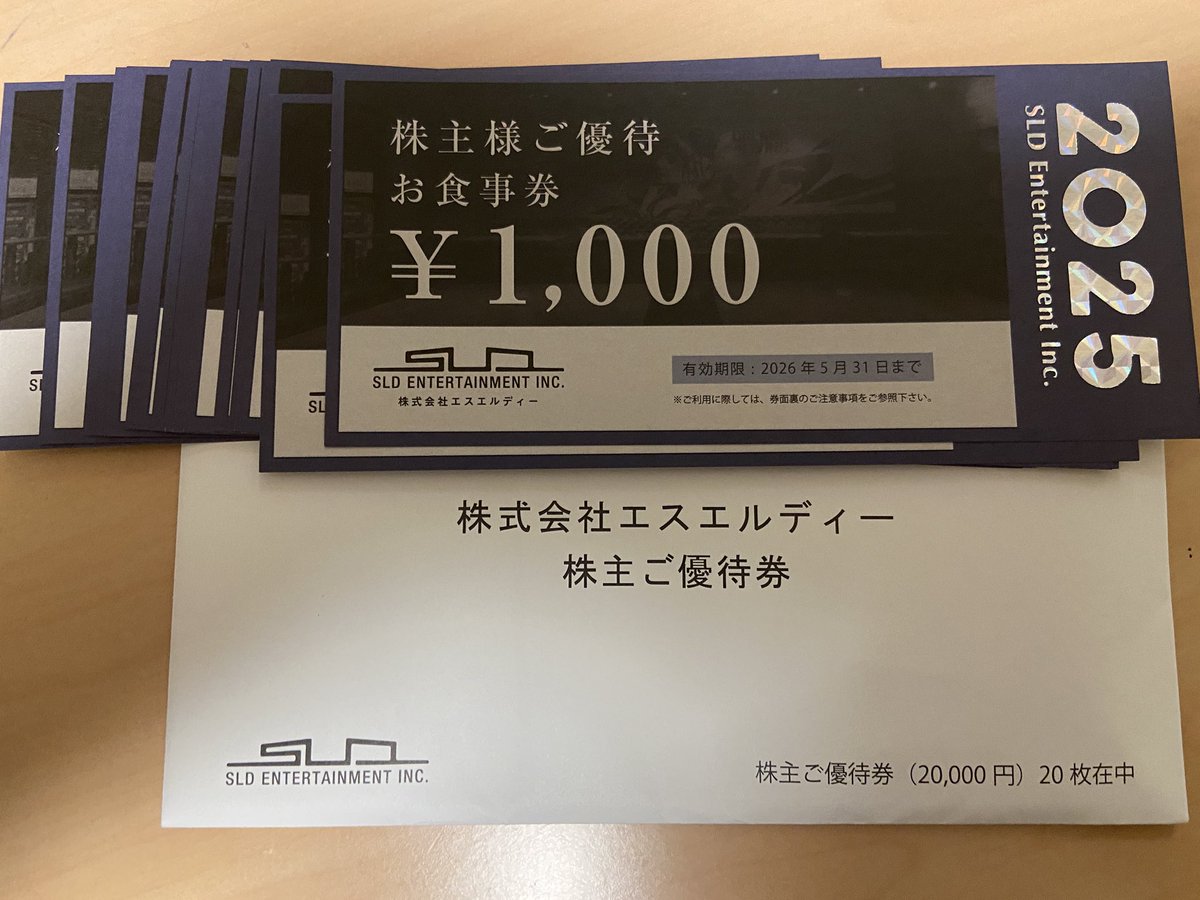 株主様ご優待
お食事券
¥1,000
SLD ENTERTAINMENT INC.
株式会社エスエルディー
有効期限：2026年5月31日まで
※ご利用に際しては、券面裏のご注意事項をご参照下さい。
2025
SLD Entertainment Inc.
SL
株式会社エスエルディー
株主ご優待券
SLD ENTERTAINMENT INC.
株主ご優待券（20,000円）20枚在中